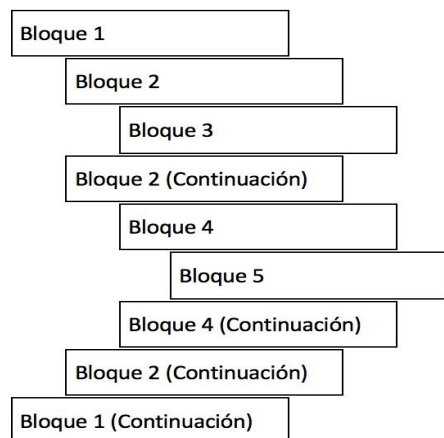 Bloque 1
Bloque 2
Bloque 3
Bloque 2 (Continuación)
Bloque 4
Bloque 5
Bloque 4 (Continuación)
Bloque 2 (Continuación)
Bloque 1 (Continuación)